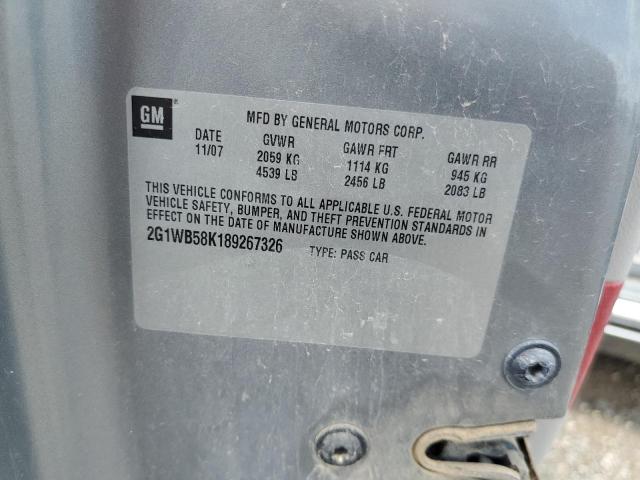 GM
MFD BY GENERAL MOTORS CORP.
DATE GVWR GAWR FRT GAWR RR
11/07 2059 KG 1114 KG 945 KG
4539 LB 2456 LB 2083 LB
THIS VEHICLE CONFORMS TO ALL APPLICABLE U.S. FEDERAL MOTOR
VEHICLE SAFETY, BUMPER, AND THEFT PREVENTION STANDARDS IN
EFFECT ON THE DATE OF MANUFACTURE SHOWN ABOVE.
2G1WB58K189267326 TYPE: PASS CAR